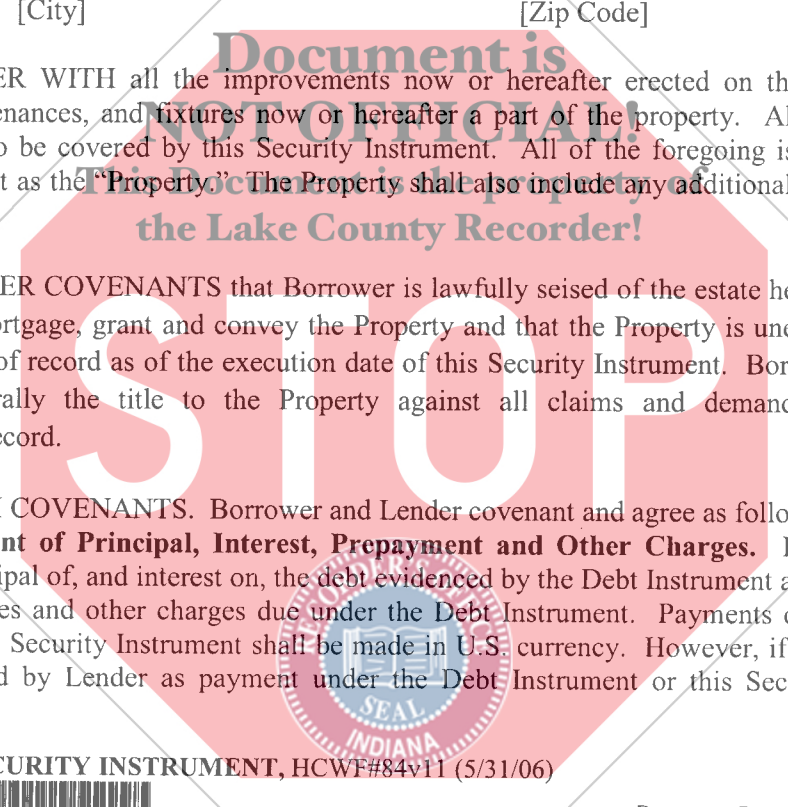 [City] [Zip Code]
Document is
ER WITH all the improvements now or hereafter erected on th
enances, and fixtures now or hereafter a part of the property. Al
NOT OFFICIAL!
o be covered by this Security Instrument. All of the foregoing is
t as the “Property.” The Property shall also include any additional
This Document is the property of
the Lake County Recorder!
ER COVENANTS that Borrower is lawfully seised of the estate he
ortgage, grant and convey the Property and that the Property is une
of record as of the execution date of this Security Instrument. Bor
rally the title to the Property against all claims and demand
ecord.
STOP
COVENANTS. Borrower and Lender covenant and agree as follo
nt of Principal, Interest, Prepayment and Other Charges.
ipal of, and interest on, the debt evidenced by the Debt Instrument a
es and other charges due under the Debt Instrument. Payments
Security Instrument shall be made in U.S. currency. However, if
d by Lender as payment under the Debt Instrument or this Sec
SEAL
INDIANA
CURITY INSTRUMENT, HCWF#84v11 (5/31/06)